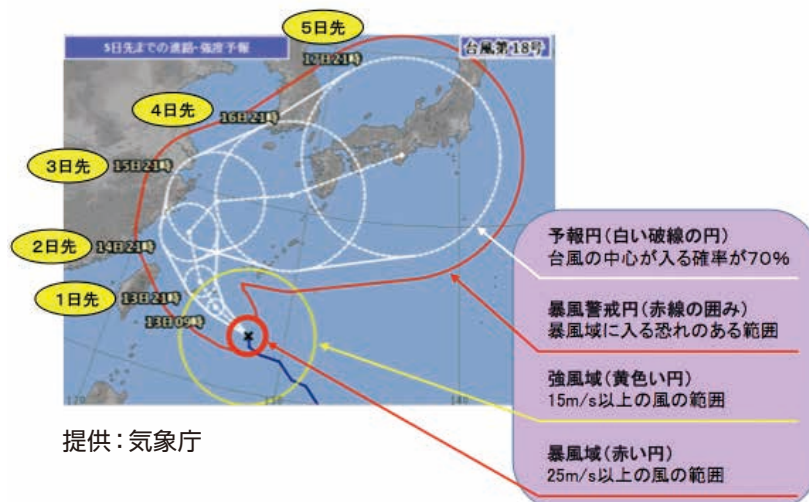 5日先までの進路・強度予報
台風第18号
5日先
17日21時
4日先
16日21時
3日先
15日21時
2日先
14日21時
1日先
13日21時
13日09時
120
130
140
予報円(白い破線の円)
台風の中心が入る確率が70%
暴風警戒円(赤線の囲み)
暴風域に入る恐れのある範囲
強風域(黄色い円)
15m/s以上の風の範囲
暴風域(赤い円)
25m/s以上の風の範囲
提供:気象庁